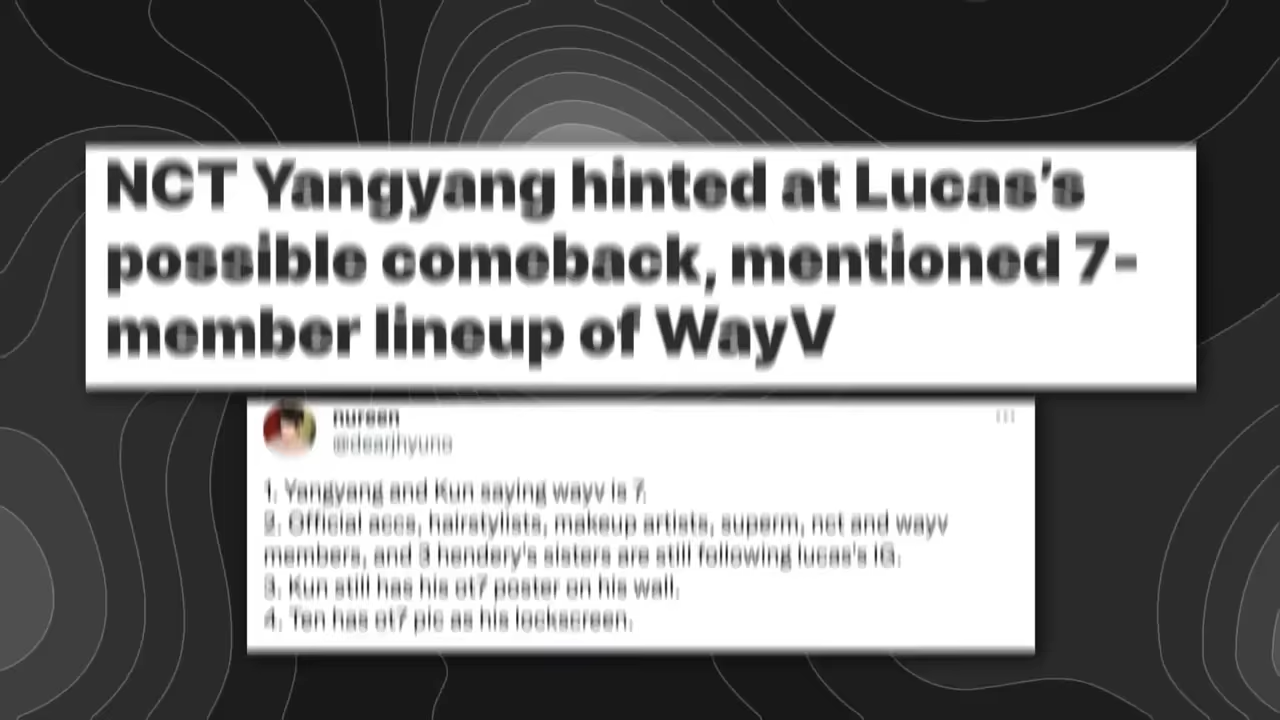 NCT Yangyang hinted at Lucas's
possible comeback, mentioned 7-
member lineup of WayV
nureen
@dearjhyuno
1. Yangyang and Kun saying wayv is 7.
2. Official accs, hairstylists, makeup artists, superm, nct and wayv
members, and 3 hendery's sisters are still following lucas's IG.
3. Kun still has his ot7 poster on his wall.
4. Ten has ot7 pic as his lockscreen.